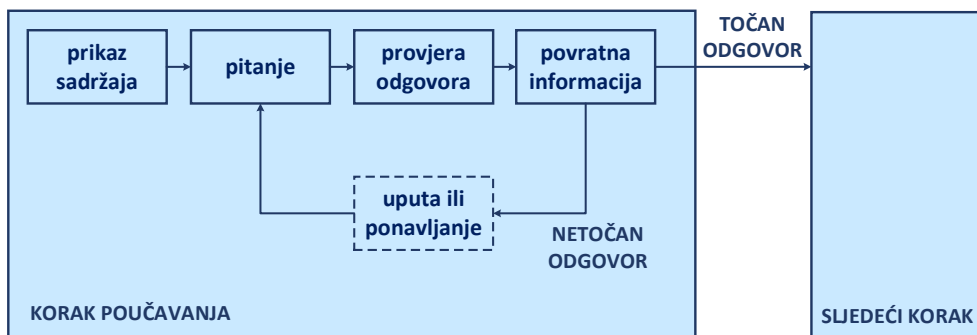 prikaz
sadržaja
pitanje
provjera
odgovora
povratna
informacija
TOČAN
ODGOVOR
uputa ili
ponavljanje
NETOČAN
ODGOVOR
KORAK POUČAVANJA
SLJEDEĆI KORAK